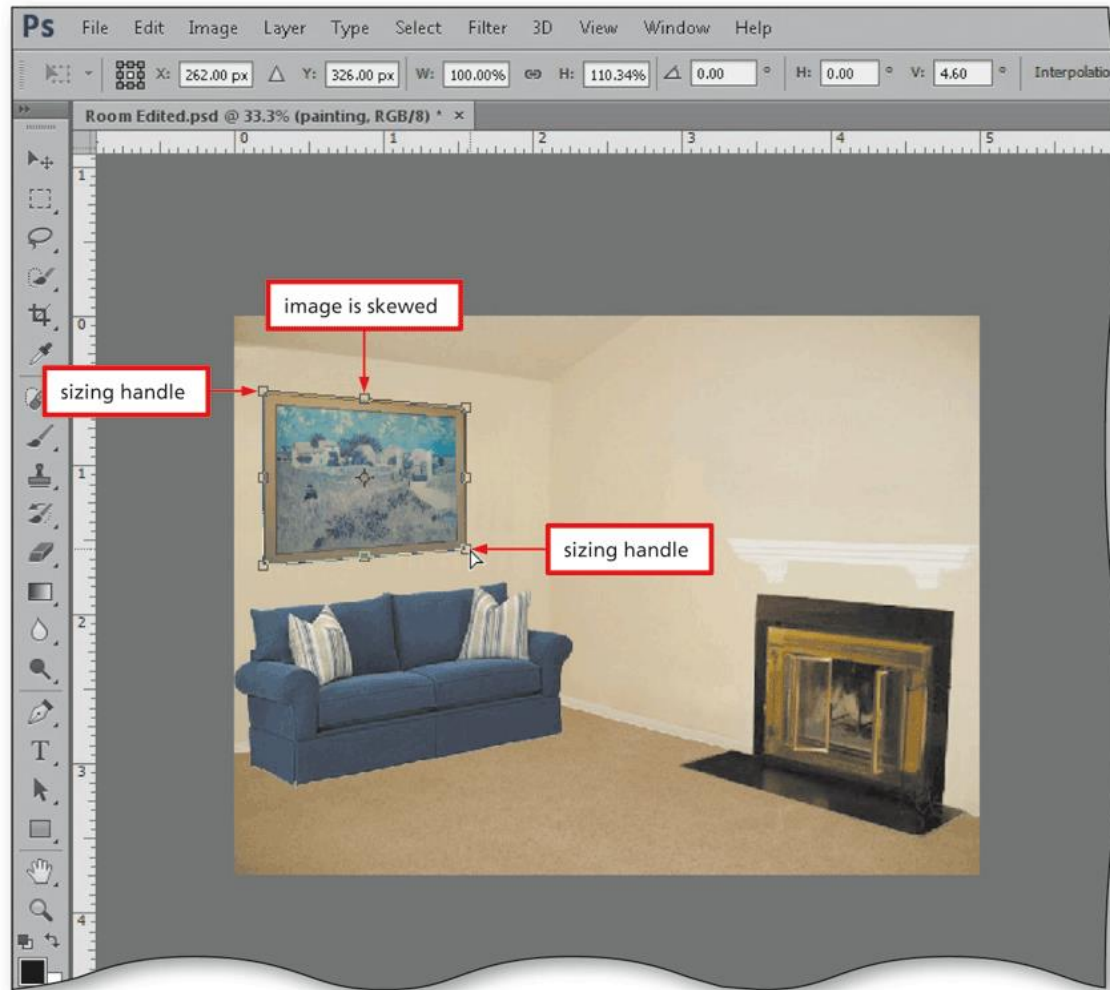 Ps File Edit Image Layer Type Select Filter 3D View Window Help
X: 262.00 px Δ Y: 326.00 px W: 100.00% H: 110.34% 0.00 ° H: 0.00 ° V: 4.60 ° Interpolatio
Room Edited.psd @ 33.3% (painting, RGB/8) * ×
0 1 2 3 4 5
1
image is skewed
0
sizing handle
1
sizing handle
2
T
3
4